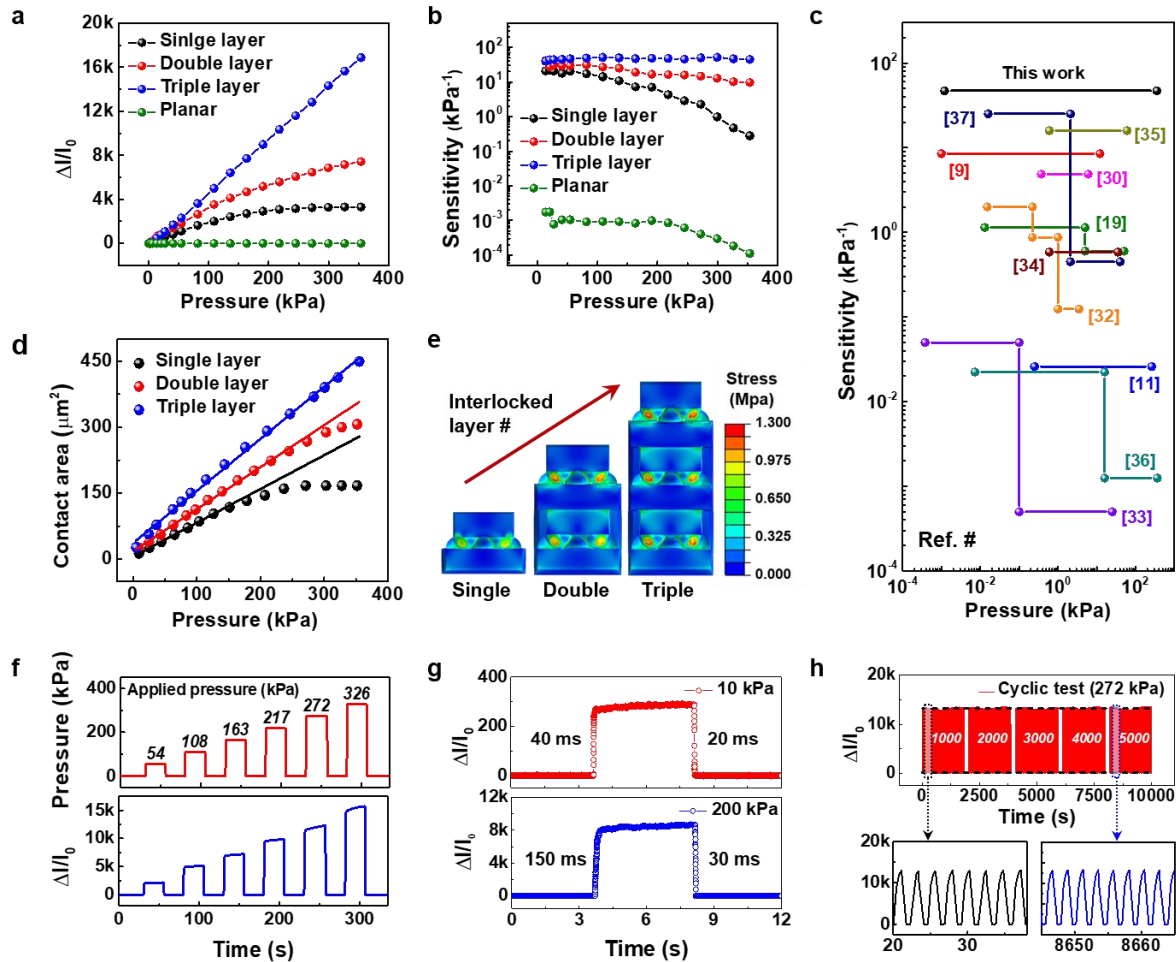 a
20k
16k
12k
8k
4k
0
ΔI/I0
Sinlge layer
Double layer
Triple layer
Planar
0 50 100 150 200 250 300 350 400
Pressure (kPa)
b
10^2
10^1
10^0
10^-1
10^-2
10^-3
10^-4
Sensitivity (kPa-1)
Single layer
Double layer
Triple layer
Planar
0 50 100 150 200 250 300 350 400
Pressure (kPa)
c
10^2
10^0
10^-2
10^-4
Sensitivity (kPa-1)
This work
[37]
[35]
[9]
[30]
[19]
[34]
[32]
[11]
[36]
[33]
Ref. #
10^-4 10^-2 10^0 10^2
Pressure (kPa)
d
450
300
150
0
Contact area (μm2)
Single layer
Double layer
Triple layer
0 100 200 300 400
Pressure (kPa)
e
Interlocked
layer #
Stress
(Mpa)
1.300
0.975
0.650
0.325
0.000
Single Double Triple
f
Pressure (kPa)
400
200
0
Applied pressure (kPa)
54 108 163 217 272 326
ΔI/I0
15k
10k
5k
0
0 100 200 300
Time (s)
g
ΔI/I0
400
200
0
10 kPa
40 ms 20 ms
ΔI/I0
12k
8k
4k
0
200 kPa
150 ms 30 ms
0 3 6 9 12
Time (s)
h
ΔI/I0
20k
10k
0
Cyclic test (272 kPa)
1000 2000 3000 4000 5000
0 2500 5000 7500 10000
Time (s)
ΔI/I0
20k
10k
0
20 30
8650 8660
Time (s)